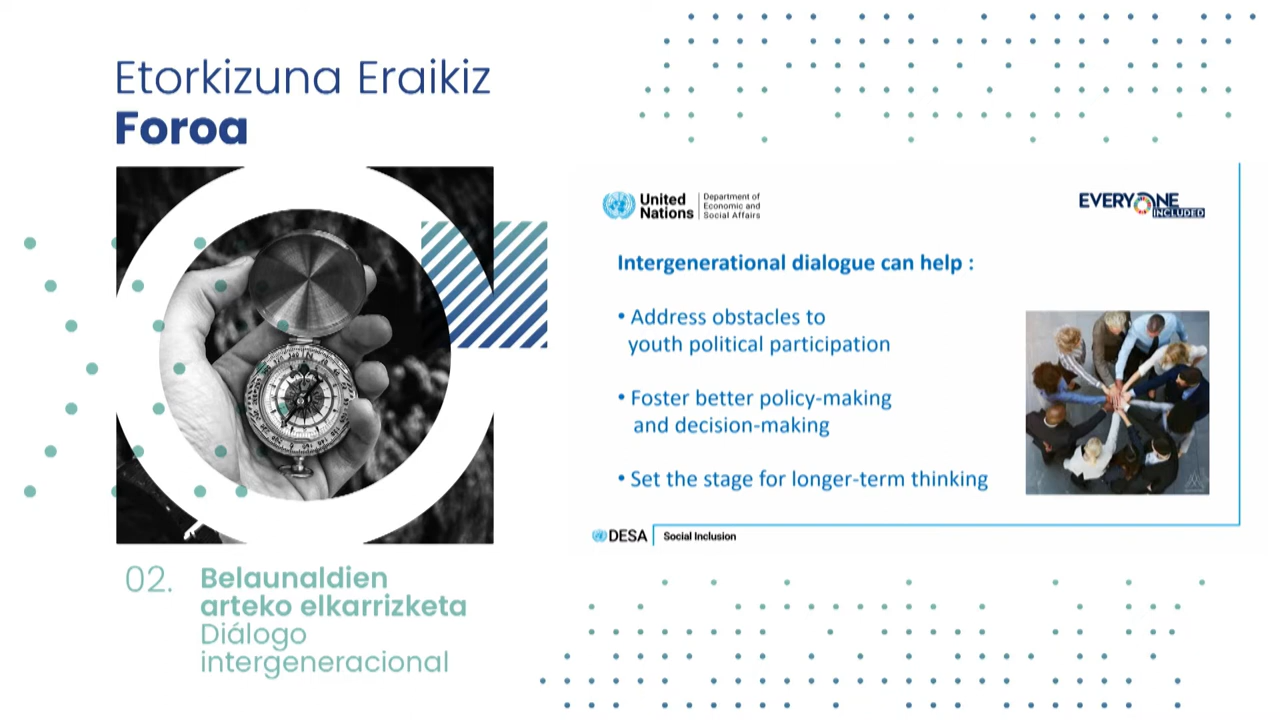 Etorkizuna Eraikiz
Foroa
02.
Belaunaldien
arteko elkarrizketa
Diálogo
intergeneracional
United
Nations
Department of
Economic and
Social Affairs
EVERYONE
INCLUDED
Intergenerational dialogue can help :
• Address obstacles to
youth political participation
• Foster better policy-making
and decision-making
• Set the stage for longer-term thinking
DESA
Social Inclusion